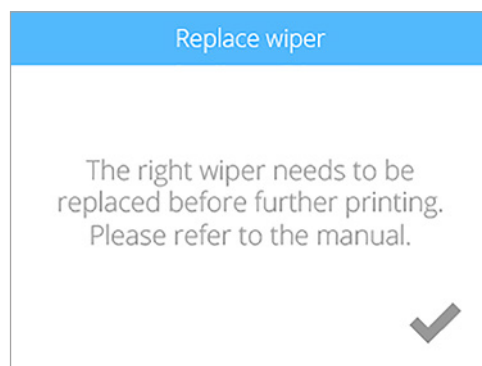 Replace wiper
The right wiper needs to be
replaced before further printing.
Please refer to the manual.